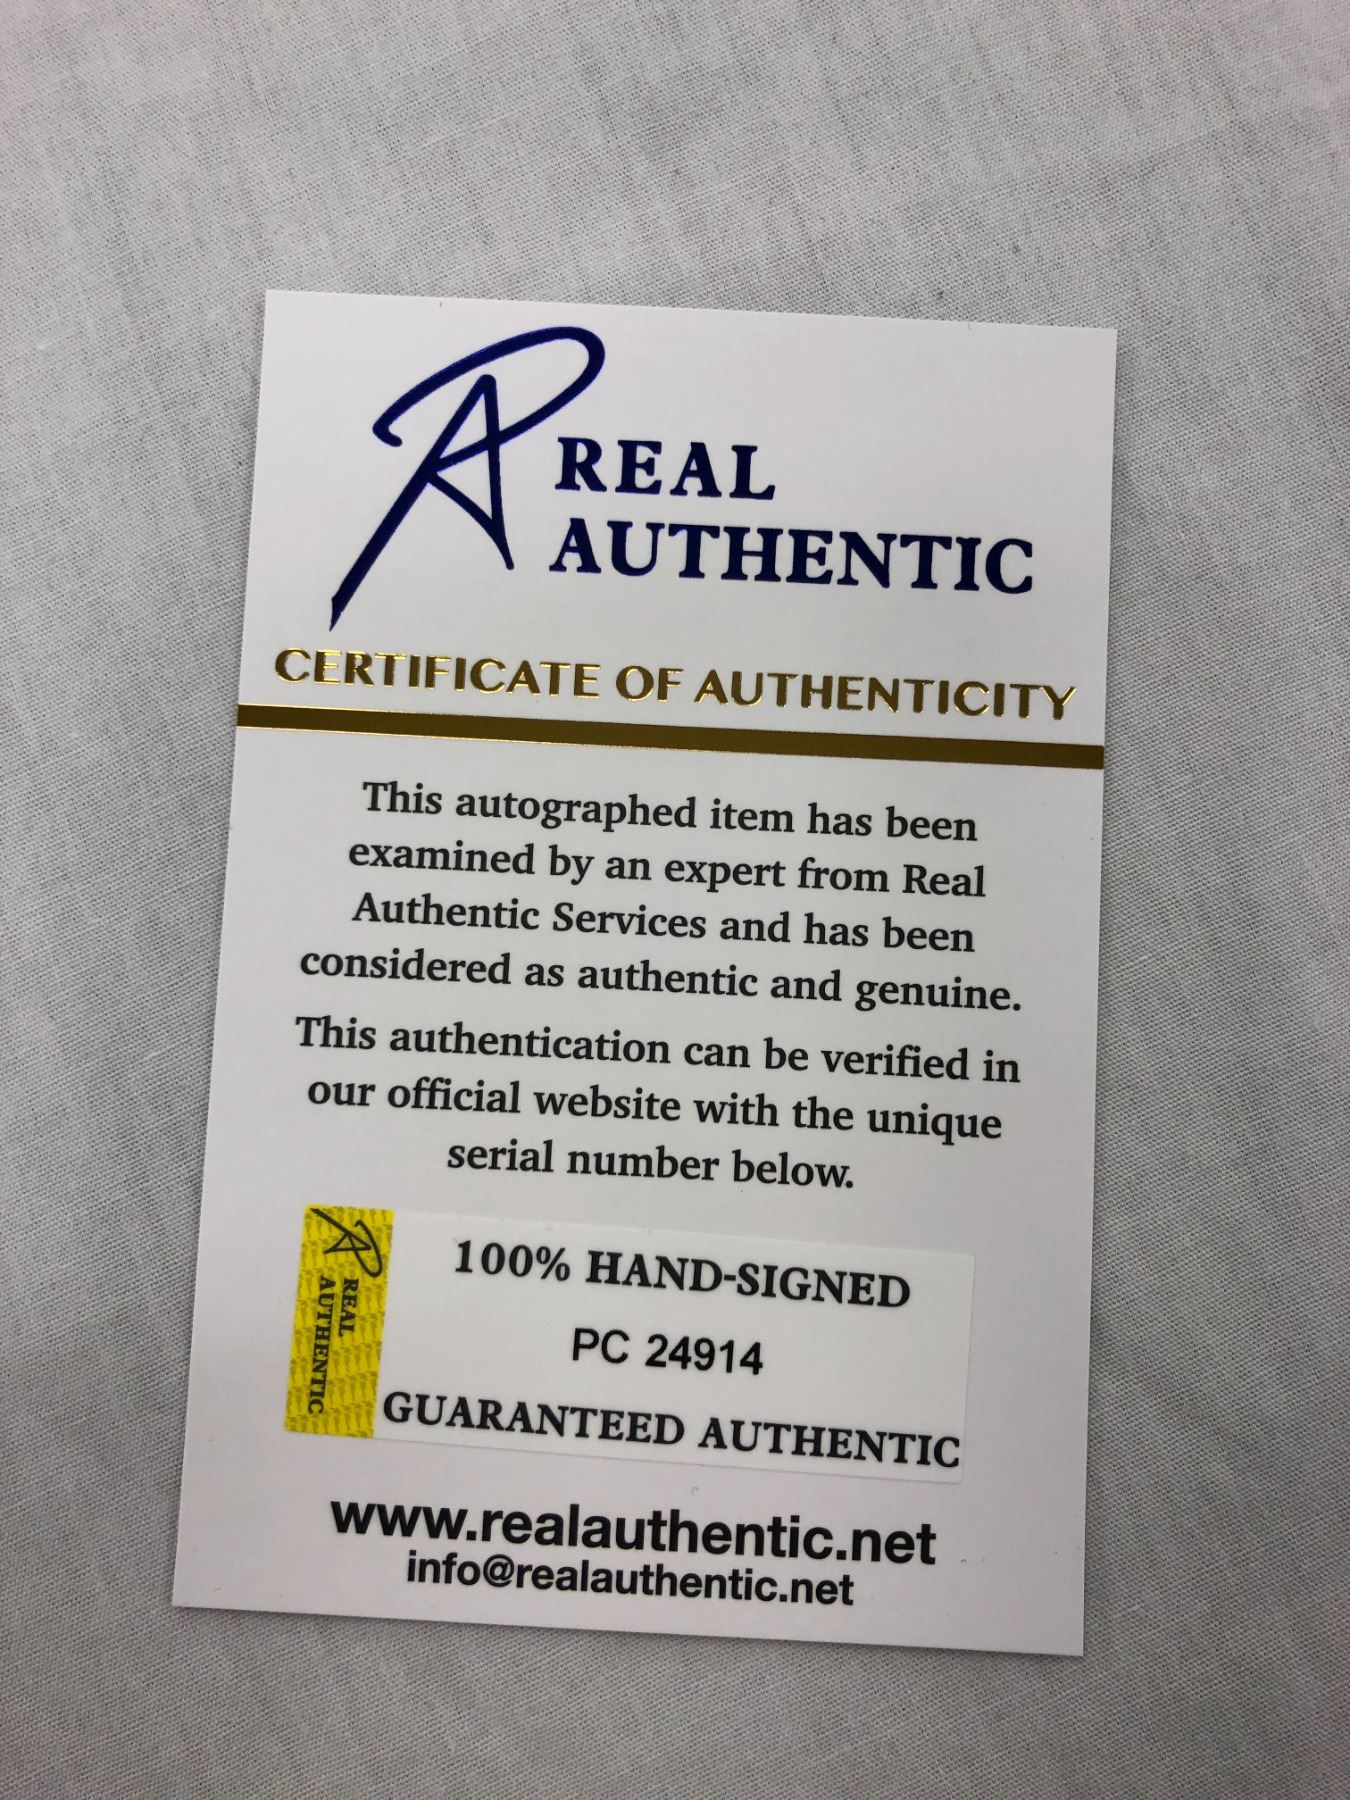 REAL
AUTHENTIC
CERTIFICATE OF AUTHENTICITY
This autographed item has been
examined by an expert from Real
Authentic Services and has been
considered as authentic and genuine.
This authentication can be verified in
our official website with the unique
serial number below.
REAL
AUTHENTIC
100% HAND-SIGNED
PC 24914
GUARANTEED AUTHENTIC
www.realauthentic.net
info@realauthentic.net